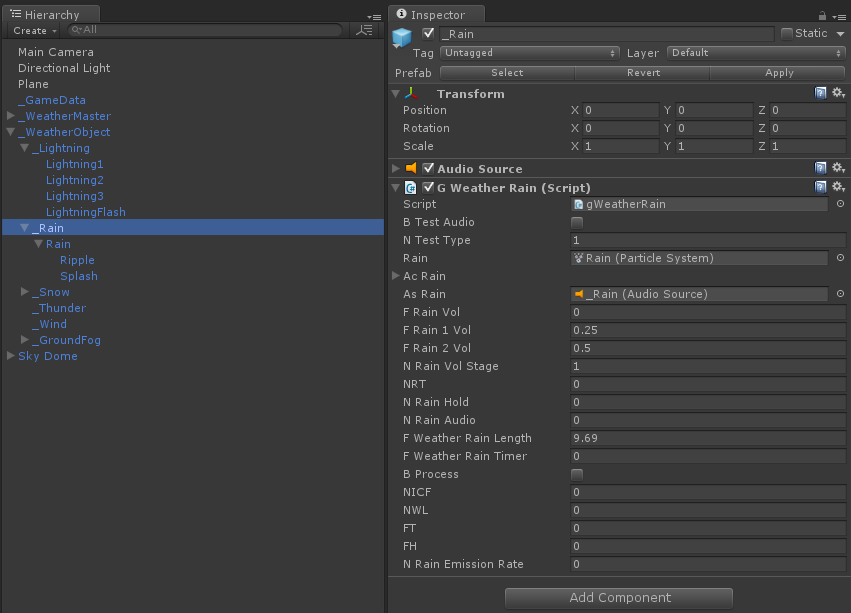 Hierarchy
Create All
Main Camera
Directional Light
Plane
_GameData
_WeatherMaster
_WeatherObject
_Lightning
Lightning1
Lightning2
Lightning3
LightningFlash
_Rain
Rain
Ripple
Splash
_Snow
_Thunder
_Wind
_GroundFog
Sky Dome
Inspector
_Rain Static
Tag Untagged Layer Default
Prefab Select Revert Apply
Transform
Position X 0 Y 0 Z 0
Rotation X 0 Y 0 Z 0
Scale X 1 Y 1 Z 1
Audio Source
G Weather Rain (Script)
Script gWeatherRain
B Test Audio
N Test Type 1
Rain Rain (Particle System)
Ac Rain
As Rain _Rain (Audio Source)
F Rain Vol 0
F Rain 1 Vol 0.25
F Rain 2 Vol 0.5
N Rain Vol Stage 1
NRT 0
N Rain Hold 0
N Rain Audio 0
F Weather Rain Length 9.69
F Weather Rain Timer 0
B Process
NICF 0
NWL 0
FT 0
FH 0
N Rain Emission Rate 0
Add Component